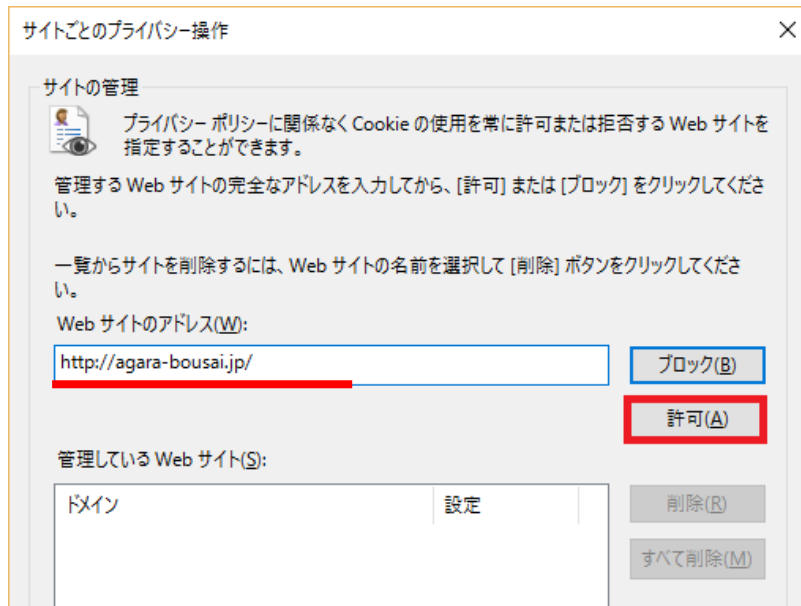 サイトごとのプライバシー操作
サイトの管理
プライバシー ポリシーに関係なく Cookie の使用を常に許可または拒否する Web サイトを
指定することができます。
管理する Web サイトの完全なアドレスを入力してから、[許可] または [ブロック] をクリックしてくださ
い。
一覧からサイトを削除するには、Web サイトの名前を選択して [削除] ボタンをクリックしてくださ
い。
Web サイトのアドレス(W):
http://agara-bousai.jp/
ブロック(B)
許可(A)
管理している Web サイト(S):
ドメイン 設定
削除(R)
すべて削除(M)